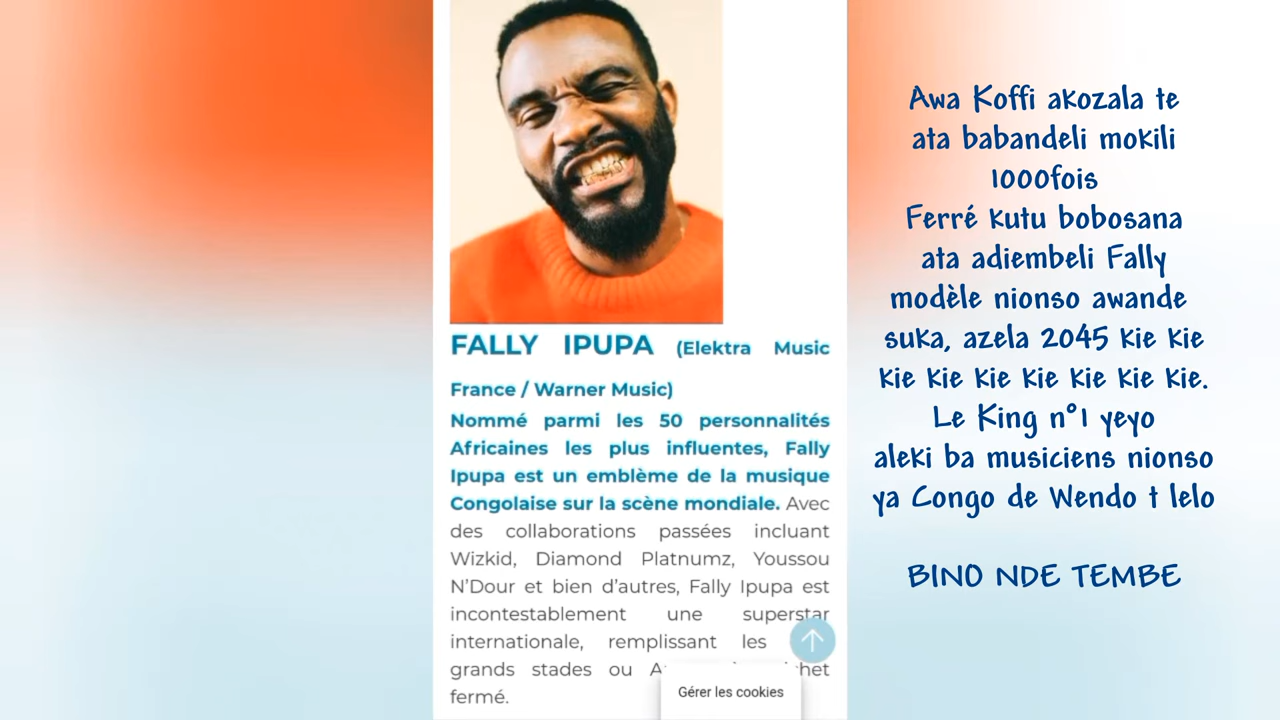 FALLY IPUPA (Elektra Music
France / Warner Music)
Nommé parmi les 50 personnalités
Africaines les plus influentes, Fally
Ipupa est un emblème de la musique
Congolaise sur la scène mondiale. Avec
des collaborations passées incluant
Wizkid, Diamond Platnumz, Youssou
N'Dour et bien d'autres, Fally Ipupa est
incontestablement une superstar
internationale, remplissant les
grands stades ou
fermé.
Gérer les cookies
Awa Koffi akozala te
ata babandeli mokili
1000fois
Ferré kutu bobosana
ata adiembeli Fally
modèle nionso awande
suka, azela 2045 kie kie
kie kie kie kie kie kie kie.
Le King n°1 yeyo
aleki ba musiciens nionso
ya Congo de Wendo t lelo
BINO NDE TEMBE